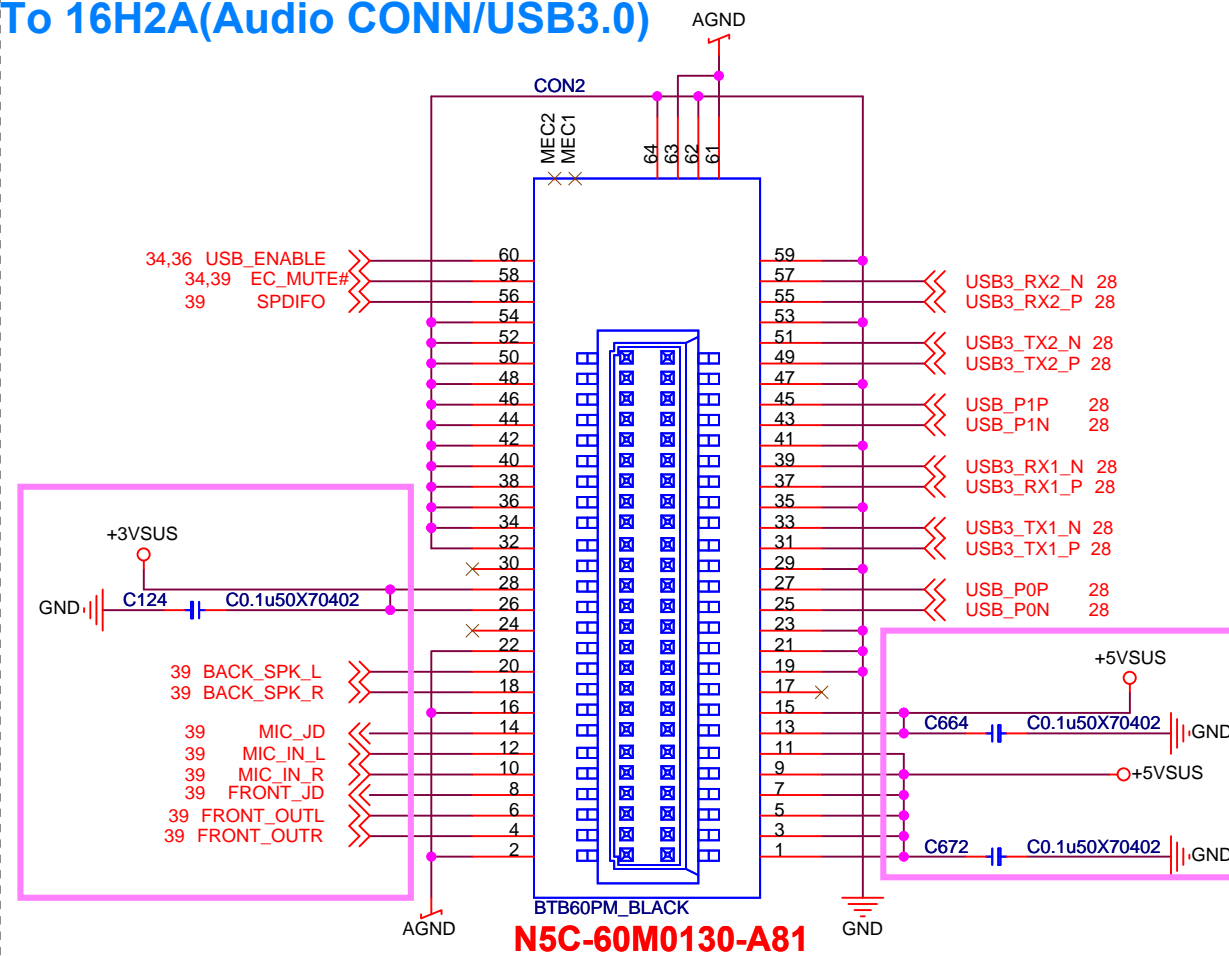 To 16H2A(Audio CONN/USB3.0)
AGND
CON2
MEC2
MEC1
64
63
62
61
34,36 USB_ENABLE 60
34,39 EC_MUTE# 58
39 SPDIFO 56
54
52
50
48
46
44
42
40
38
36
34
32
30
28
26
24
22
39 BACK_SPK_L 20
39 BACK_SPK_R 18
16
39 MIC_JD 14
39 MIC_IN_L 12
39 MIC_IN_R 10
39 FRONT_JD 8
39 FRONT_OUTL 6
39 FRONT_OUTR 4
2
+3VSUS
GND C124 C0.1u50X70402
AGND
59
57 USB3_RX2_N 28
55 USB3_RX2_P 28
53
51 USB3_TX2_N 28
49 USB3_TX2_P 28
47
45 USB_P1P 28
43 USB_P1N 28
41
39 USB3_RX1_N 28
37 USB3_RX1_P 28
35
33 USB3_TX1_N 28
31 USB3_TX1_P 28
29
27 USB_P0P 28
25 USB_P0N 28
23
21
19
17
15
13
11
9
7
5
3
1
+5VSUS
C664 C0.1u50X70402 GND
+5VSUS
C672 C0.1u50X70402 GND
BTB60PM_BLACK
N5C-60M0130-A81
GND